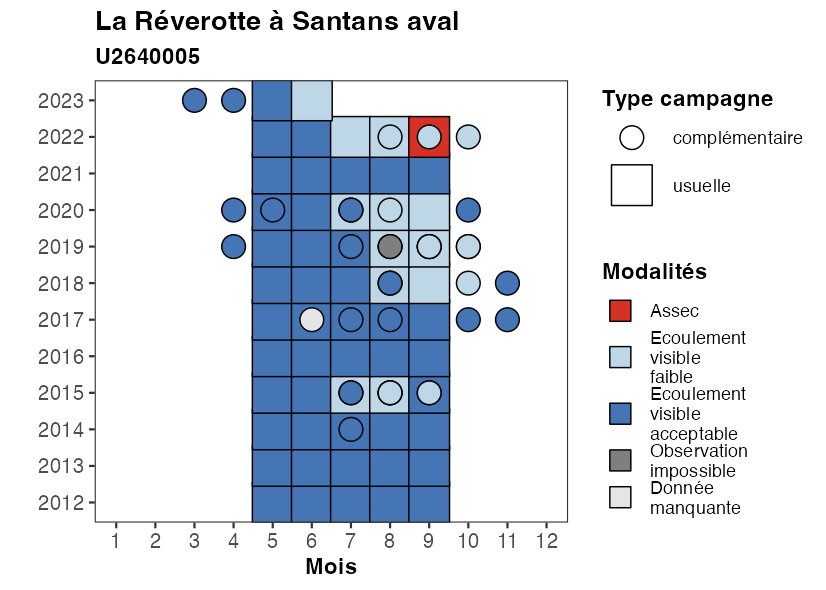 La Réverotte à Santans aval
U2640005
2023
2022
2021
2020
2019
2018
2017
2016
2015
2014
2013
2012
1 2 3 4 5 6 7 8 9 10 11 12
Mois
Type campagne
complémentaire
usuelle
Modalités
Assec
Ecoulement
visible
faible
Ecoulement
visible
acceptable
Observation
impossible
Donnée
manquante